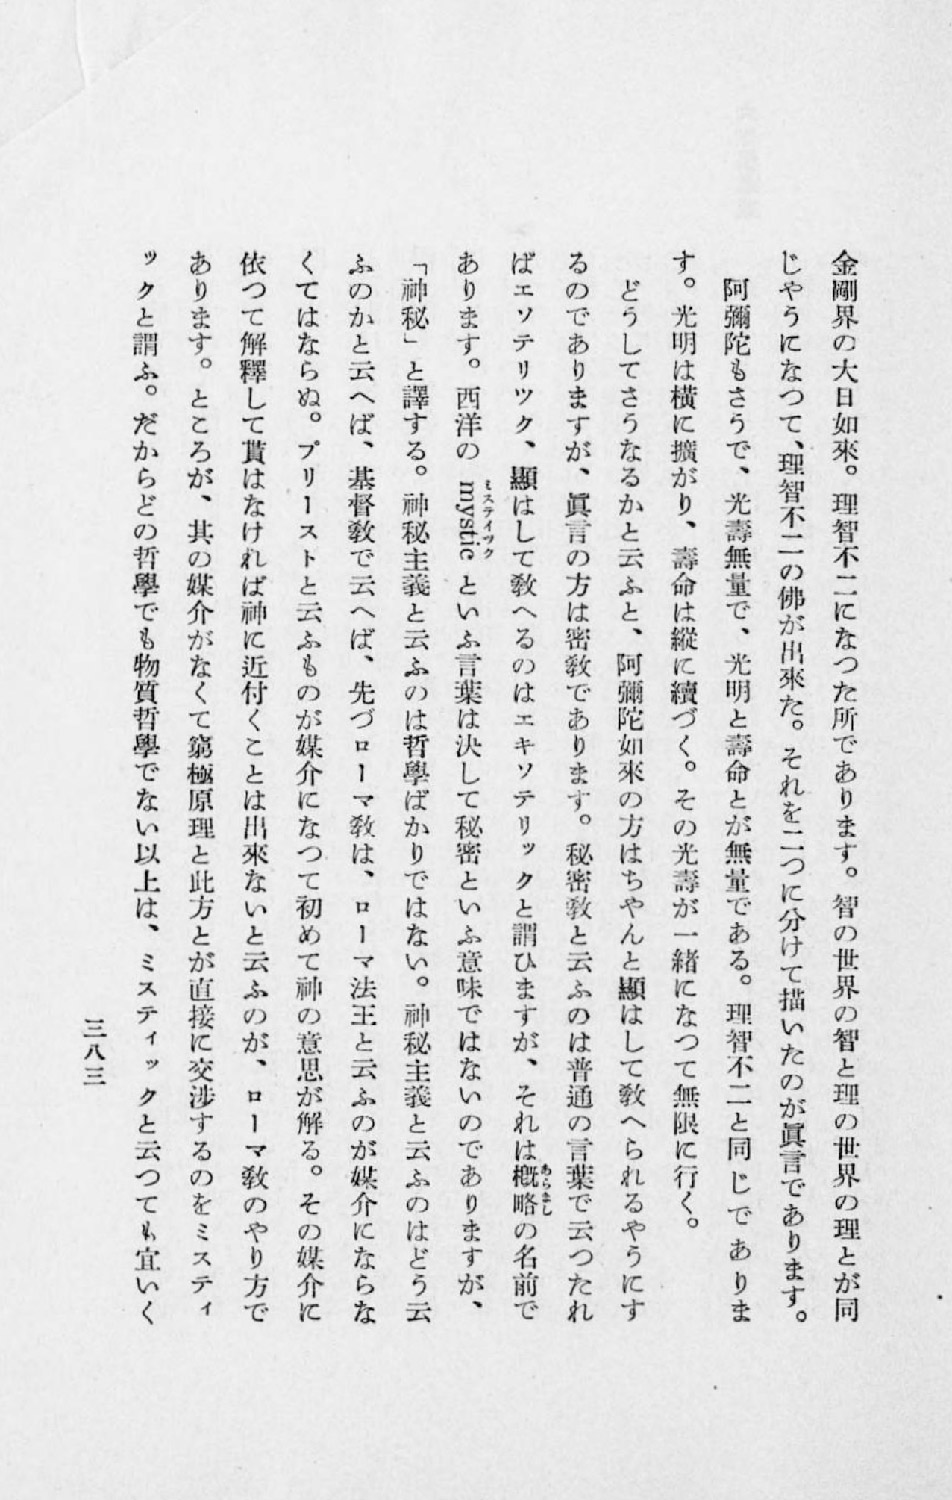 金剛界の大日如來。理智不二になつた所であります。智の世界の智と理の世界の理とが同
じやうになつて、理智不二の佛が出來た。それを二つに分けて描いたのが眞言であります。
阿彌陀もさうで、光壽無量で、光明と壽命とが無量である。理智不二と同じでありま
す。光明は横に擴がり、壽命は縱に續づく。その光壽が一緒になつて無限に行く。
どうしてさうなるかと云ふと、阿彌陀如來の方はちやんと顯はして敎へられるやうにす
るのでありますが、眞言の方は密敎であります。秘密敎と云ふのは普通の言葉で云つたれ
ばエソテリツク、顯はして敎へるのはエキソテリックと謂ひますが、それは概略の名前で
あらまし
あります。西洋の mystic といふ言葉は決して秘密といふ意味ではないのでありますが、
ミスティツク
「神秘」と譯する。神秘主義と云ふのは哲學ばかりではない。神秘主義と云ふのはどう云
ふのかと云へば、基督敎で云へば、先づローマ敎は、ローマ法王と云ふのが媒介にならな
くてはならぬ。プリーストと云ふものが媒介になつて初めて神の意思が解る。その媒介に
依つて解釋して貰はなければ神に近付くことは出來ないと云ふのが、ローマ敎のやり方で
あります。ところが、其の媒介がなくて窮極原理と此方とが直接に交渉するのをミスティ
ックと謂ふ。だからどの哲學でも物質哲學でない以上は、ミスティックと云つても宜いく
三八三